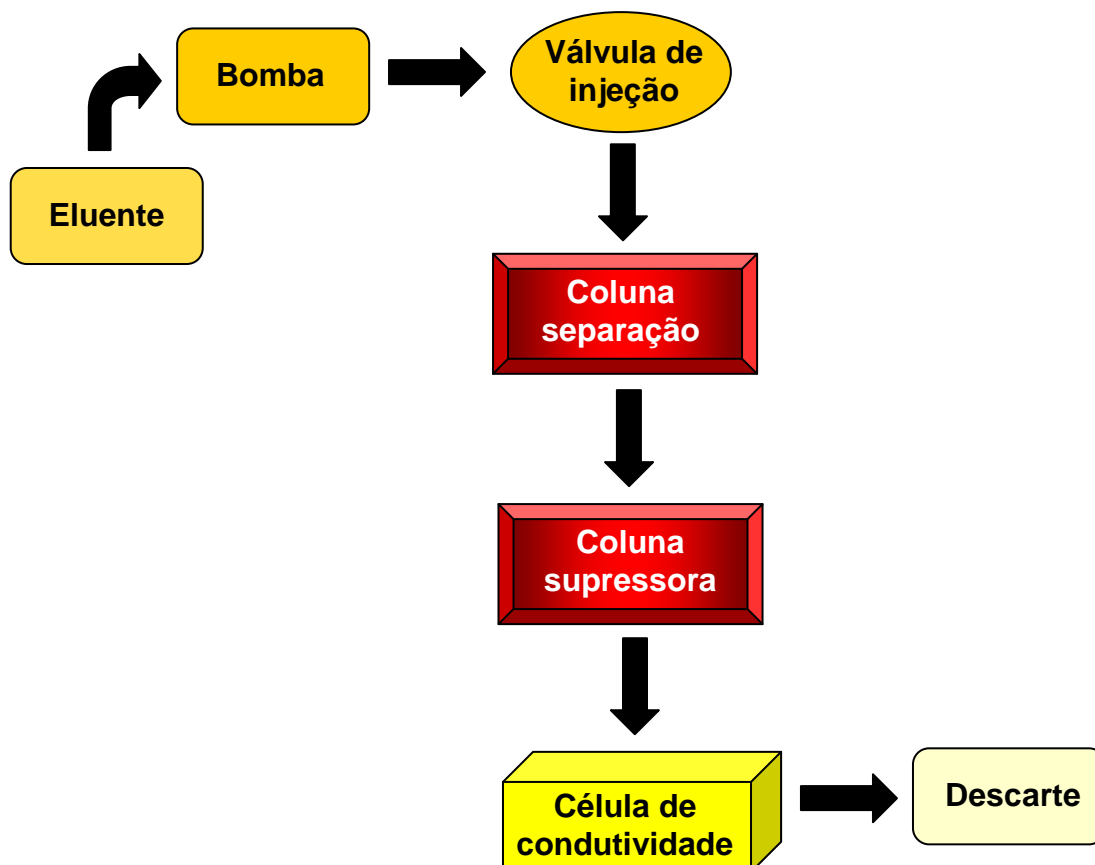 Eluente
Bomba
Válvula de
injeção
Coluna
separação
Coluna
supressora
Célula de
condutividade
Descarte